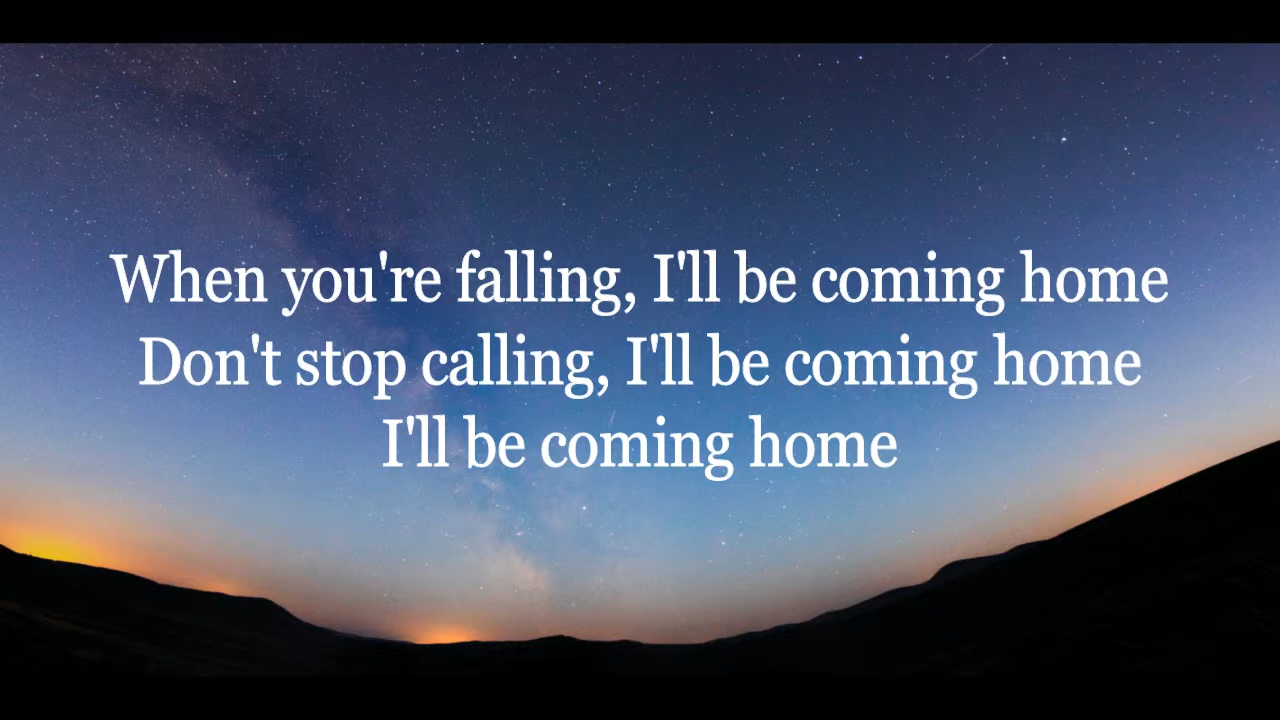 When you're falling, I'll be coming home
Don't stop calling, I'll be coming home
I'll be coming home